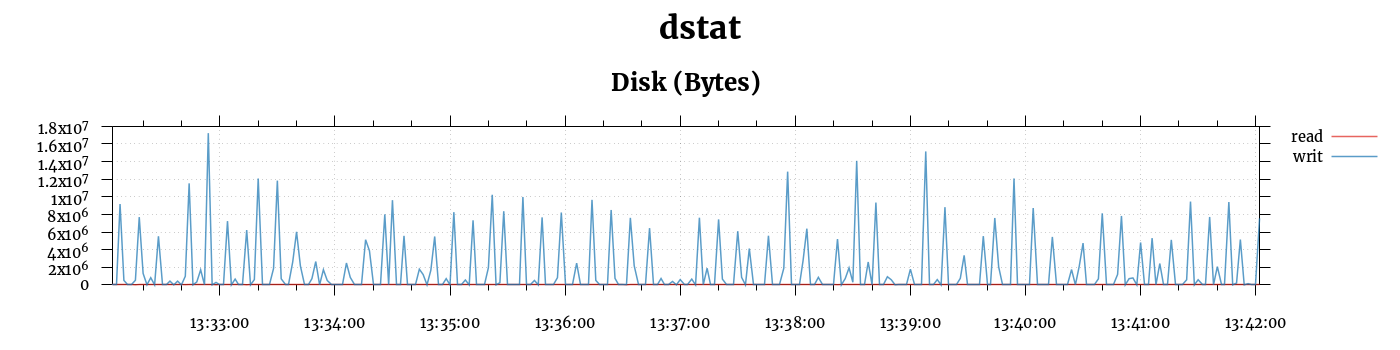 dstat
Disk (Bytes)
1.8x10⁷
1.6x10⁷
1.4x10⁷
1.2x10⁷
1x10⁷
8x10⁶
6x10⁶
4x10⁶
2x10⁶
0
read
writ
13:33:00 13:34:00 13:35:00 13:36:00 13:37:00 13:38:00 13:39:00 13:40:00 13:41:00 13:42:00